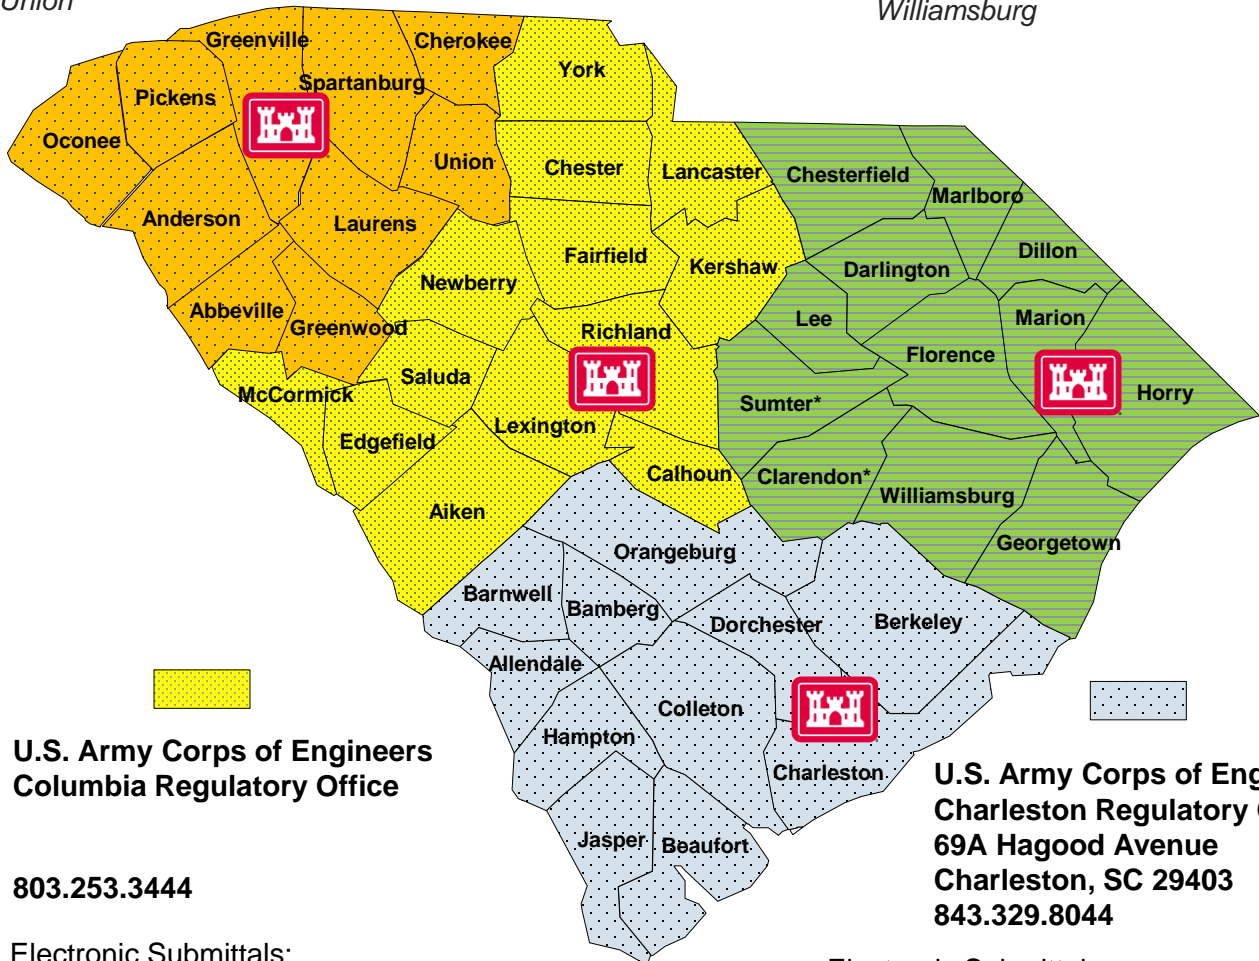 Union
Williamsburg
Greenville
Cherokee
York
Spartanburg
Pickens
Oconee
Union
Chester
Lancaster
Chesterfield
Marlboro
Anderson
Laurens
Fairfield
Kershaw
Darlington
Dillon
Newberry
Abbeville
Greenwood
Richland
Lee
Marion
Florence
Saluda
McCormick
Horry
Sumter*
Lexington
Edgefield
Calhoun
Clarendon*
Williamsburg
Aiken
Georgetown
Orangeburg
Barnwell
Bamberg
Dorchester
Berkeley
Allendale
Colleton
Hampton
Charleston
Jasper
Beaufort
U.S. Army Corps of Engineers
Columbia Regulatory Office
803.253.3444
Electronic Submittals:
U.S. Army Corps of Eng
Charleston Regulatory
69A Hagood Avenue
Charleston, SC 29403
843.329.8044
Electronic Submittal